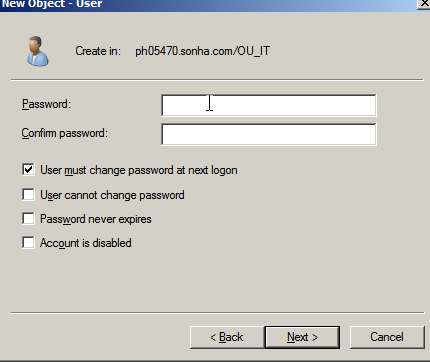 New Object - User
Create in: ph05470.sonha.com/OU_IT
Password:
Confirm password:
User must change password at next logon
User cannot change password
Password never expires
Account is disabled
< Back Next > Cancel